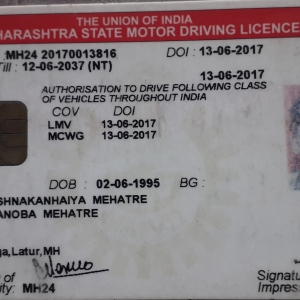 THE UNION OF INDIA
HARASHTRA STATE MOTOR DRIVING LICENCE
: MH24 20170013816 DOI : 13-06-2017
Till : 12-06-2037 (NT)
13-06-2017
AUTHORISATION TO DRIVE FOLLOWING CLASS
OF VEHICLES THROUGHOUT INDIA
COV DOI
LMV 13-06-2017
MCWG 13-06-2017
DOB : 02-06-1995 BG :
SHNAKANHAIYA MEHATRE
ANOBA MEHATRE
ga,Latur,MH
of
ity: MH24
Signatu
Impres